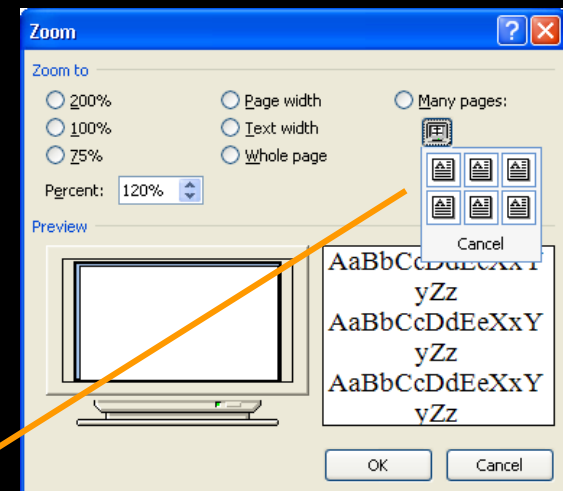 Zoom
Zoom to
200%
Page width
Many pages:
100%
Text width
75%
Whole page
Percent: 120%
Cancel
Preview
AaBbCcDdEeXxY
yZz
AaBbCcDdEeXxY
yZz
AaBbCcDdEeXxY
yZz
OK
Cancel